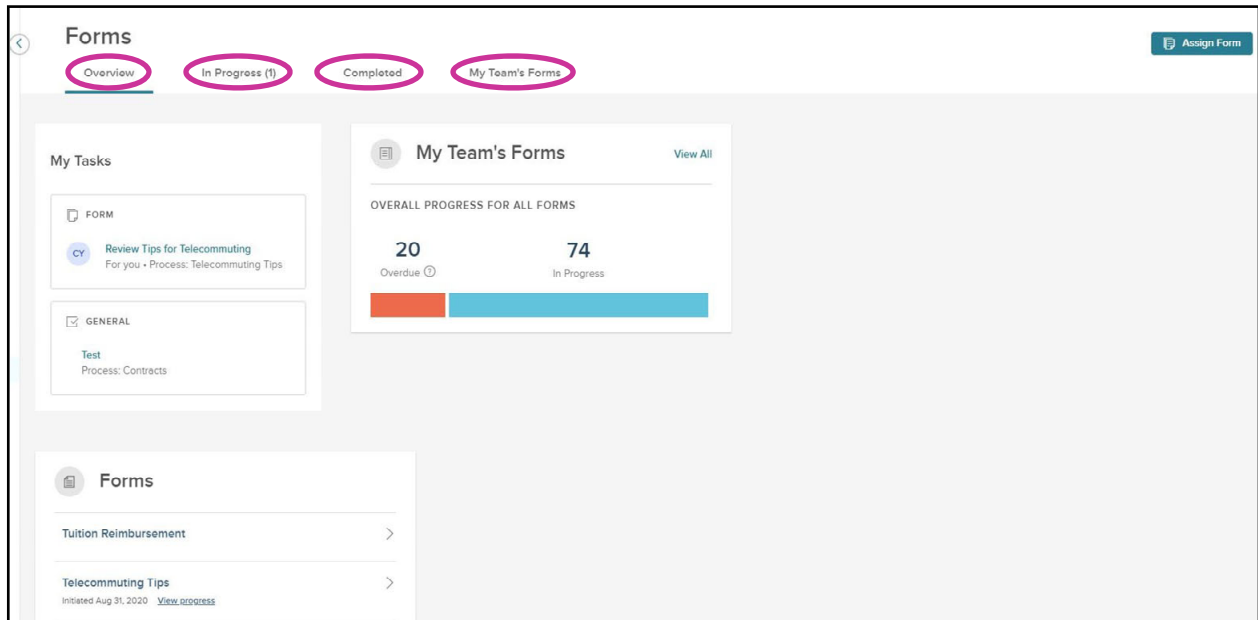 Forms
Assign Form
Overview
In Progress (1)
Completed
My Team's Forms
My Tasks
FORM
CY
Review Tips for Telecommuting
For you • Process: Telecommuting Tips
GENERAL
Test
Process: Contracts
My Team's Forms
View All
OVERALL PROGRESS FOR ALL FORMS
20
Overdue ?
74
In Progress
Forms
Tuition Reimbursement
Telecommuting Tips
Initiated Aug 31, 2020 View progress